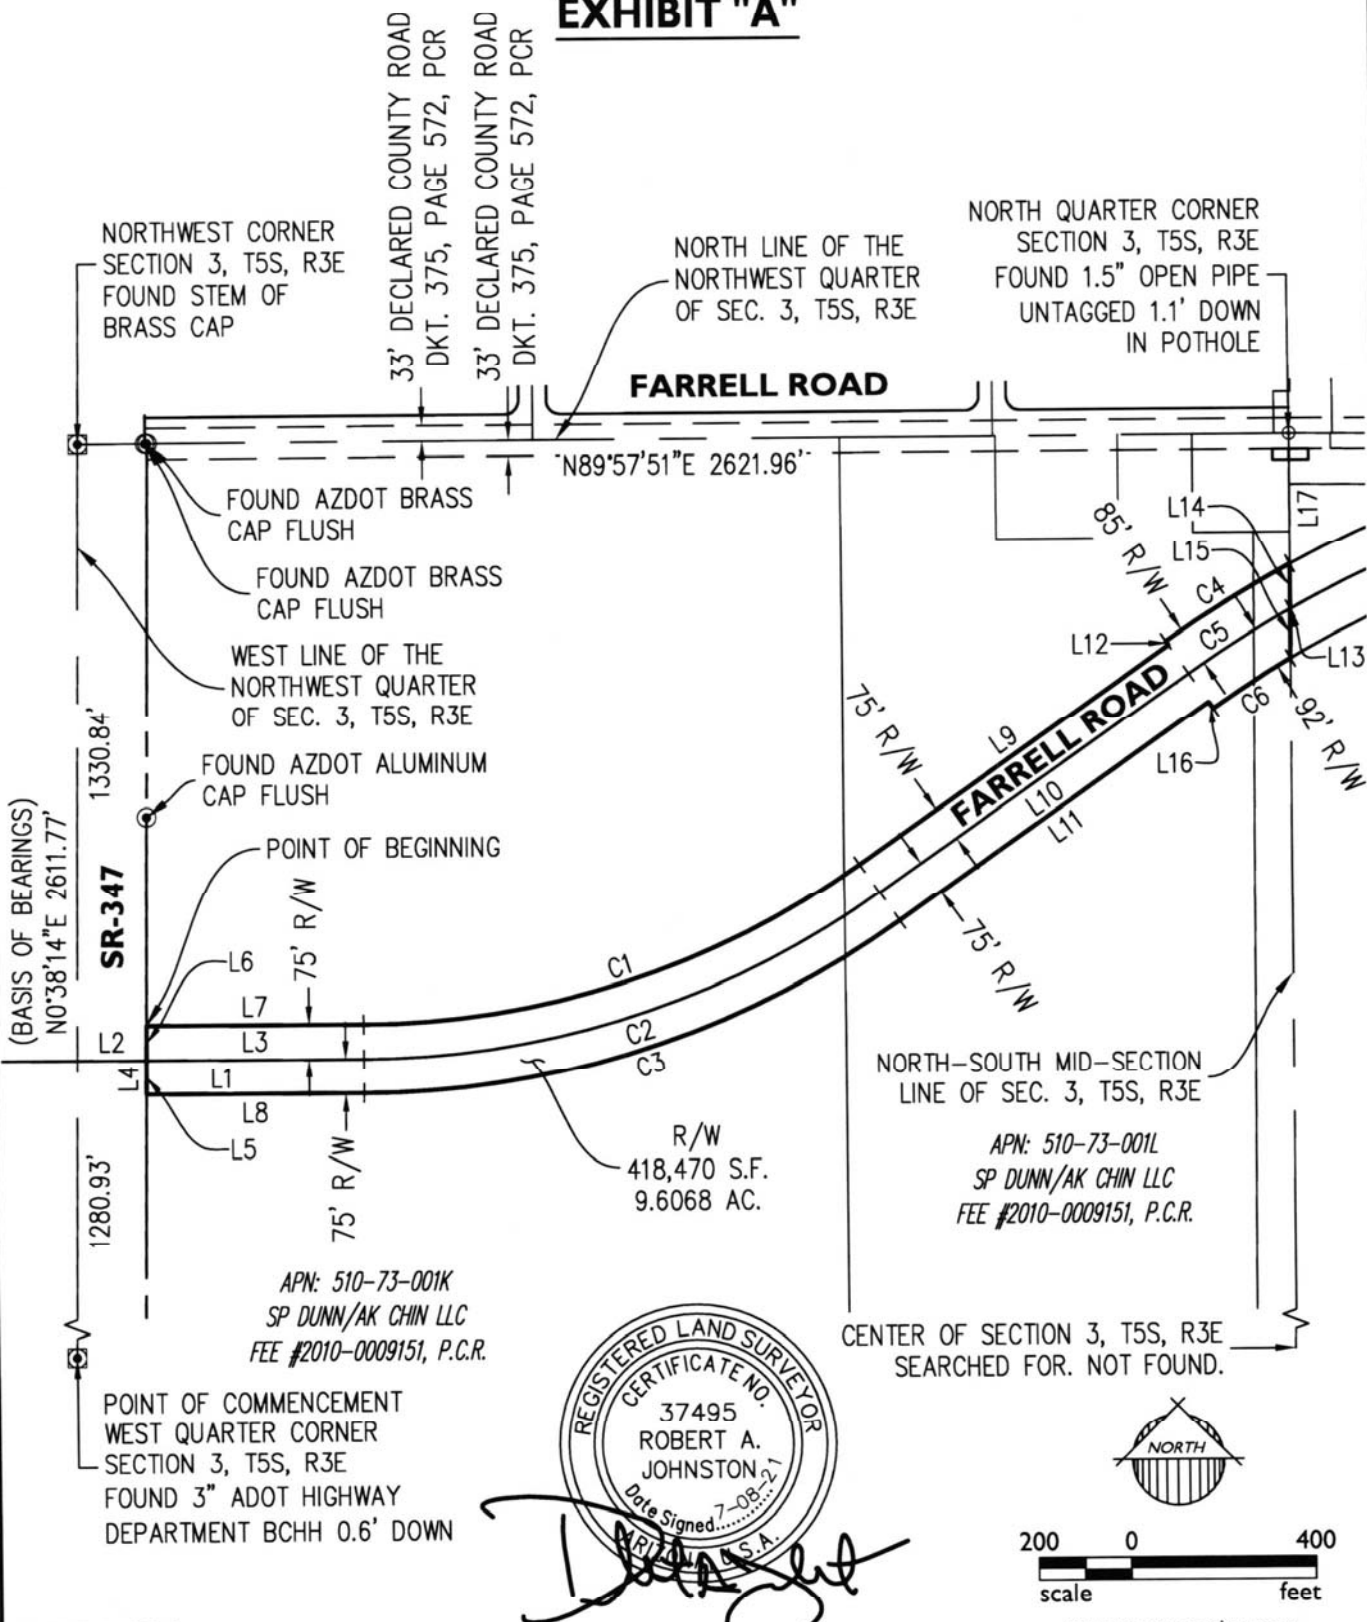 EXHIBIT "A"
33' DECLARED COUNTY ROAD
DKT. 375, PAGE 572, PCR
33' DECLARED COUNTY ROAD
DKT. 375, PAGE 572, PCR
NORTHWEST CORNER
SECTION 3, T5S, R3E
FOUND STEM OF
BRASS CAP
NORTH LINE OF THE
NORTHWEST QUARTER
OF SEC. 3, T5S, R3E
NORTH QUARTER CORNER
SECTION 3, T5S, R3E
FOUND 1.5" OPEN PIPE
UNTAGGED 1.1' DOWN
IN POTHOLE
FARRELL ROAD
N89°57'51"E 2621.96'
FOUND AZDOT BRASS
CAP FLUSH
FOUND AZDOT BRASS
CAP FLUSH
WEST LINE OF THE
NORTHWEST QUARTER
OF SEC. 3, T5S, R3E
FOUND AZDOT ALUMINUM
CAP FLUSH
POINT OF BEGINNING
(BASIS OF BEARINGS)
N0°38'14"E 2611.77'
1330.84'
SR-347
85' R/W
L14
L17
L15
C4
C5
L12
L13
C6
92' R/W
L16
75' R/W
L9
FARRELL ROAD
L10
L11
75' R/W
75' R/W
L6
C1
L7
L2
L3
C2
C3
L4
L1
L8
L5
75' R/W
1280.93'
R/W
418,470 S.F.
9.6068 AC.
NORTH-SOUTH MID-SECTION
LINE OF SEC. 3, T5S, R3E
APN: 510-73-001L
SP DUNN/AK CHIN LLC
FEE #2010-0009151, P.C.R.
APN: 510-73-001K
SP DUNN/AK CHIN LLC
FEE #2010-0009151, P.C.R.
CENTER OF SECTION 3, T5S, R3E
SEARCHED FOR. NOT FOUND.
POINT OF COMMENCEMENT
WEST QUARTER CORNER
SECTION 3, T5S, R3E
FOUND 3" ADOT HIGHWAY
DEPARTMENT BCHH 0.6' DOWN
REGISTERED LAND SURVEYOR
CERTIFICATE NO.
37495
ROBERT A.
JOHNSTON
Date Signed 7-08-21
ARIZONA U.S.A.
NORTH
200 0 400
scale feet